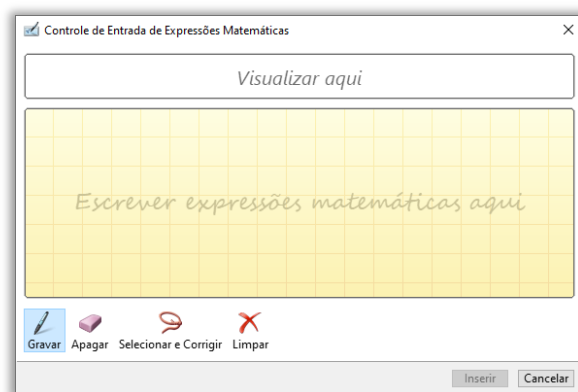 Controle de Entrada de Expressões Matemáticas
Visualizar aqui
Escrever expressões matemáticas aqui
Gravar Apagar Selecionar e Corrigir Limpar
Inserir Cancelar